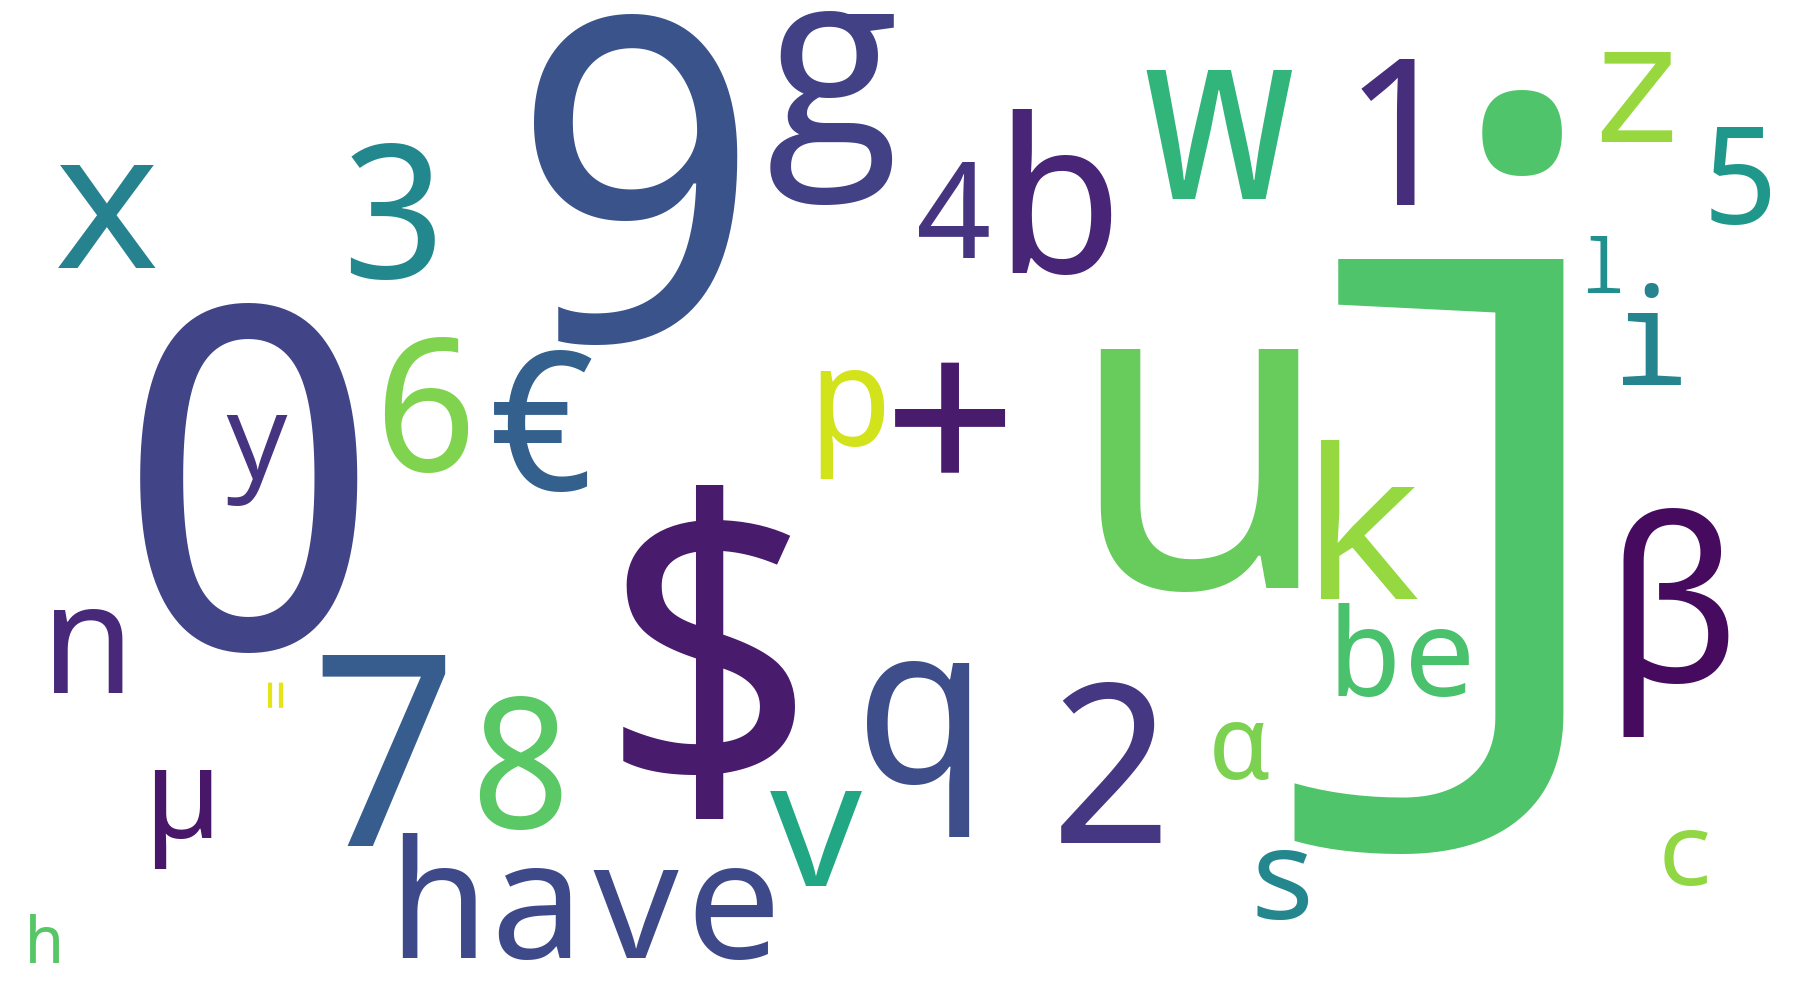 9 g w 1 • z
x 3 4 b 5
J l i
0 y 6 € p + u k
$ β
n = 7 8 q 2 be α
μ v s c
h have